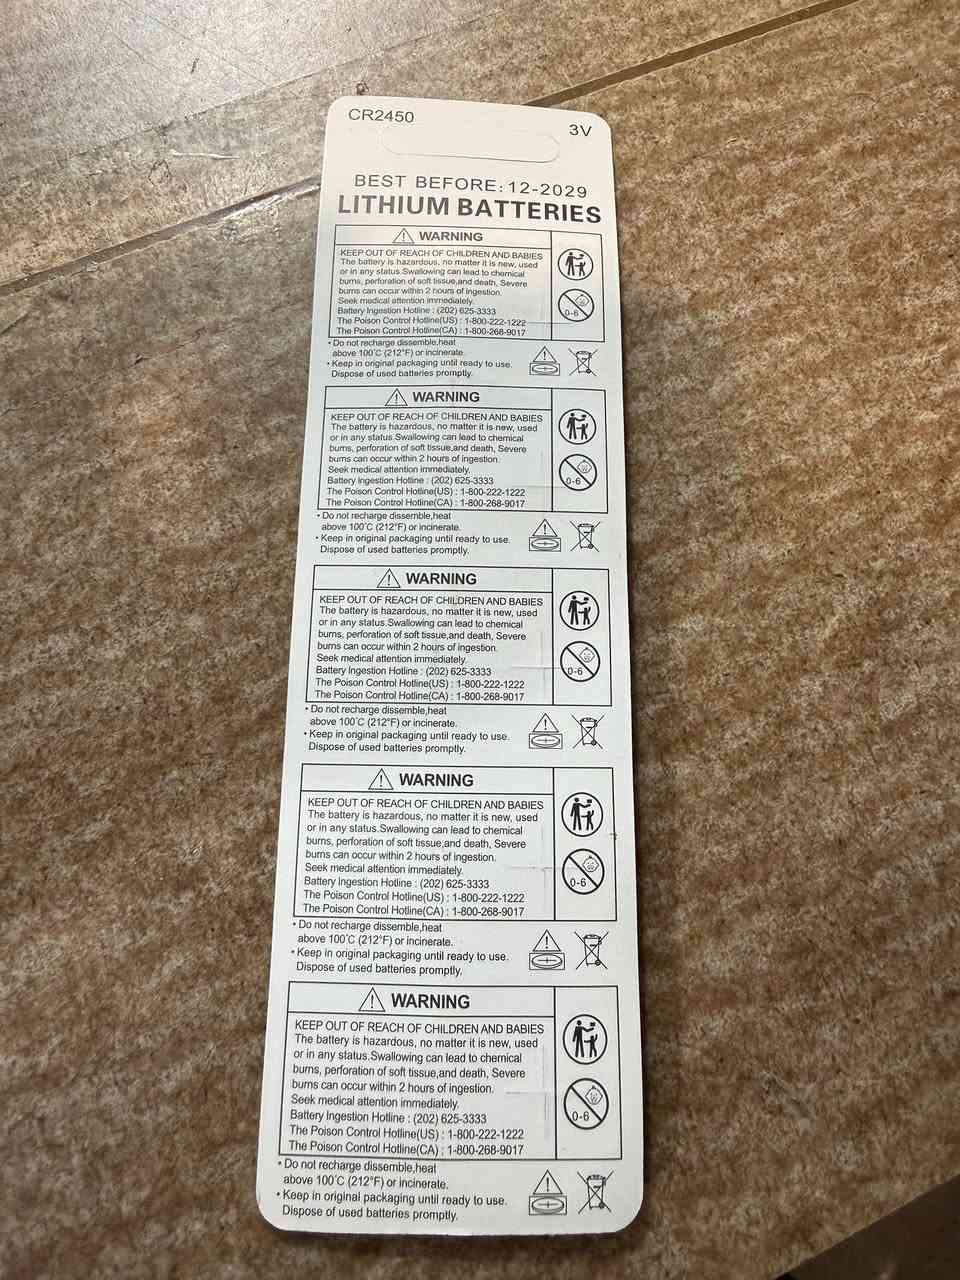 CR2450
3V
BEST BEFORE: 12-2029
LITHIUM BATTERIES
WARNING
KEEP OUT OF REACH OF CHILDREN AND BABIES
The battery is hazardous, no matter it is new, used
or in any status.Swallowing can lead to chemical
burns, perforation of soft tissue,and death, Severe
burns can occur within 2 hours of ingestion.
Seek medical attention immediately.
Battery Ingestion Hotline : (202) 625-3333
The Poison Control Hotline(US) : 1-800-222-1222
The Poison Control Hotline(CA) : 1-800-268-9017
0-6
• Do not recharge dissemble,heat
above 100°C (212°F) or incinerate.
• Keep in original packaging until ready to use.
Dispose of used batteries promptly.
WARNING
KEEP OUT OF REACH OF CHILDREN AND BABIES
The battery is hazardous, no matter it is new, used
or in any status.Swallowing can lead to chemical
burns, perforation of soft tissue,and death, Severe
burns can occur within 2 hours of ingestion.
Seek medical attention immediately.
Battery Ingestion Hotline : (202) 625-3333
The Poison Control Hotline(US) : 1-800-222-1222
The Poison Control Hotline(CA) : 1-800-268-9017
0-6
• Do not recharge dissemble,heat
above 100°C (212°F) or incinerate.
• Keep in original packaging until ready to use.
Dispose of used batteries promptly.
WARNING
KEEP OUT OF REACH OF CHILDREN AND BABIES
The battery is hazardous, no matter it is new, used
or in any status.Swallowing can lead to chemical
burns, perforation of soft tissue,and death, Severe
burns can occur within 2 hours of ingestion.
Seek medical attention immediately.
Battery Ingestion Hotline : (202) 625-3333
The Poison Control Hotline(US) : 1-800-222-1222
The Poison Control Hotline(CA) : 1-800-268-9017
0-6
• Do not recharge dissemble,heat
above 100°C (212°F) or incinerate.
• Keep in original packaging until ready to use.
Dispose of used batteries promptly.
WARNING
KEEP OUT OF REACH OF CHILDREN AND BABIES
The battery is hazardous, no matter it is new, used
or in any status.Swallowing can lead to chemical
burns, perforation of soft tissue,and death, Severe
burns can occur within 2 hours of ingestion.
Seek medical attention immediately.
Battery Ingestion Hotline : (202) 625-3333
The Poison Control Hotline(US) : 1-800-222-1222
The Poison Control Hotline(CA) : 1-800-268-9017
0-6
• Do not recharge dissemble,heat
above 100°C (212°F) or incinerate.
• Keep in original packaging until ready to use.
Dispose of used batteries promptly.
WARNING
KEEP OUT OF REACH OF CHILDREN AND BABIES
The battery is hazardous, no matter it is new, used
or in any status.Swallowing can lead to chemical
burns, perforation of soft tissue,and death, Severe
burns can occur within 2 hours of ingestion.
Seek medical attention immediately.
Battery Ingestion Hotline : (202) 625-3333
The Poison Control Hotline(US) : 1-800-222-1222
The Poison Control Hotline(CA) : 1-800-268-9017
0-6
• Do not recharge dissemble,heat
above 100°C (212°F) or incinerate.
• Keep in original packaging until ready to use.
Dispose of used batteries promptly.